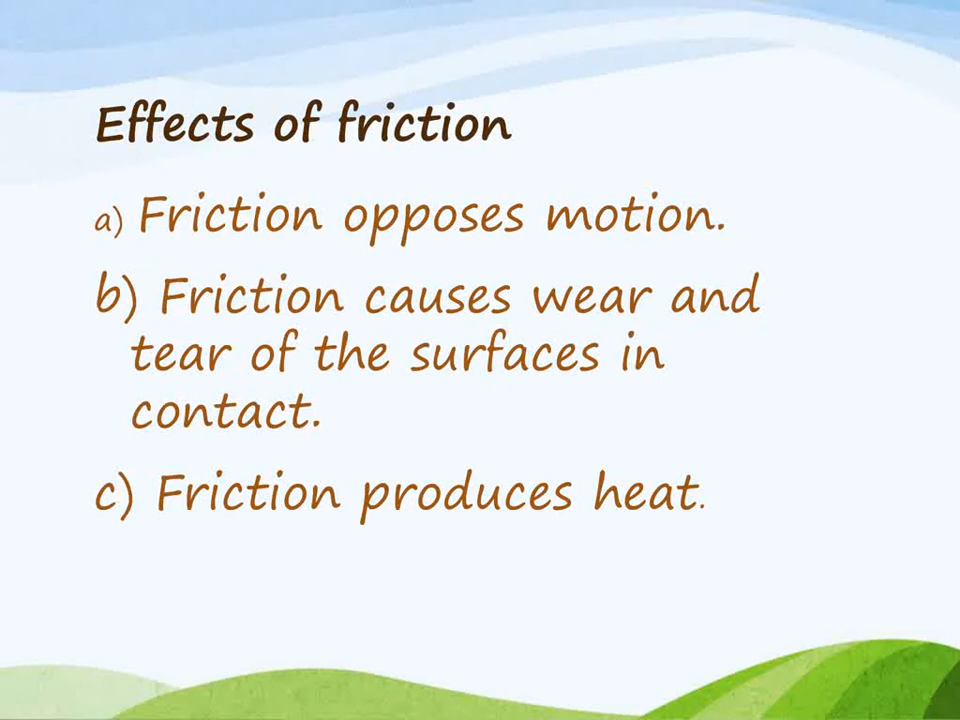 Effects of friction
a) Friction opposes motion.
b) Friction causes wear and
tear of the surfaces in
contact.
c) Friction produces heat.